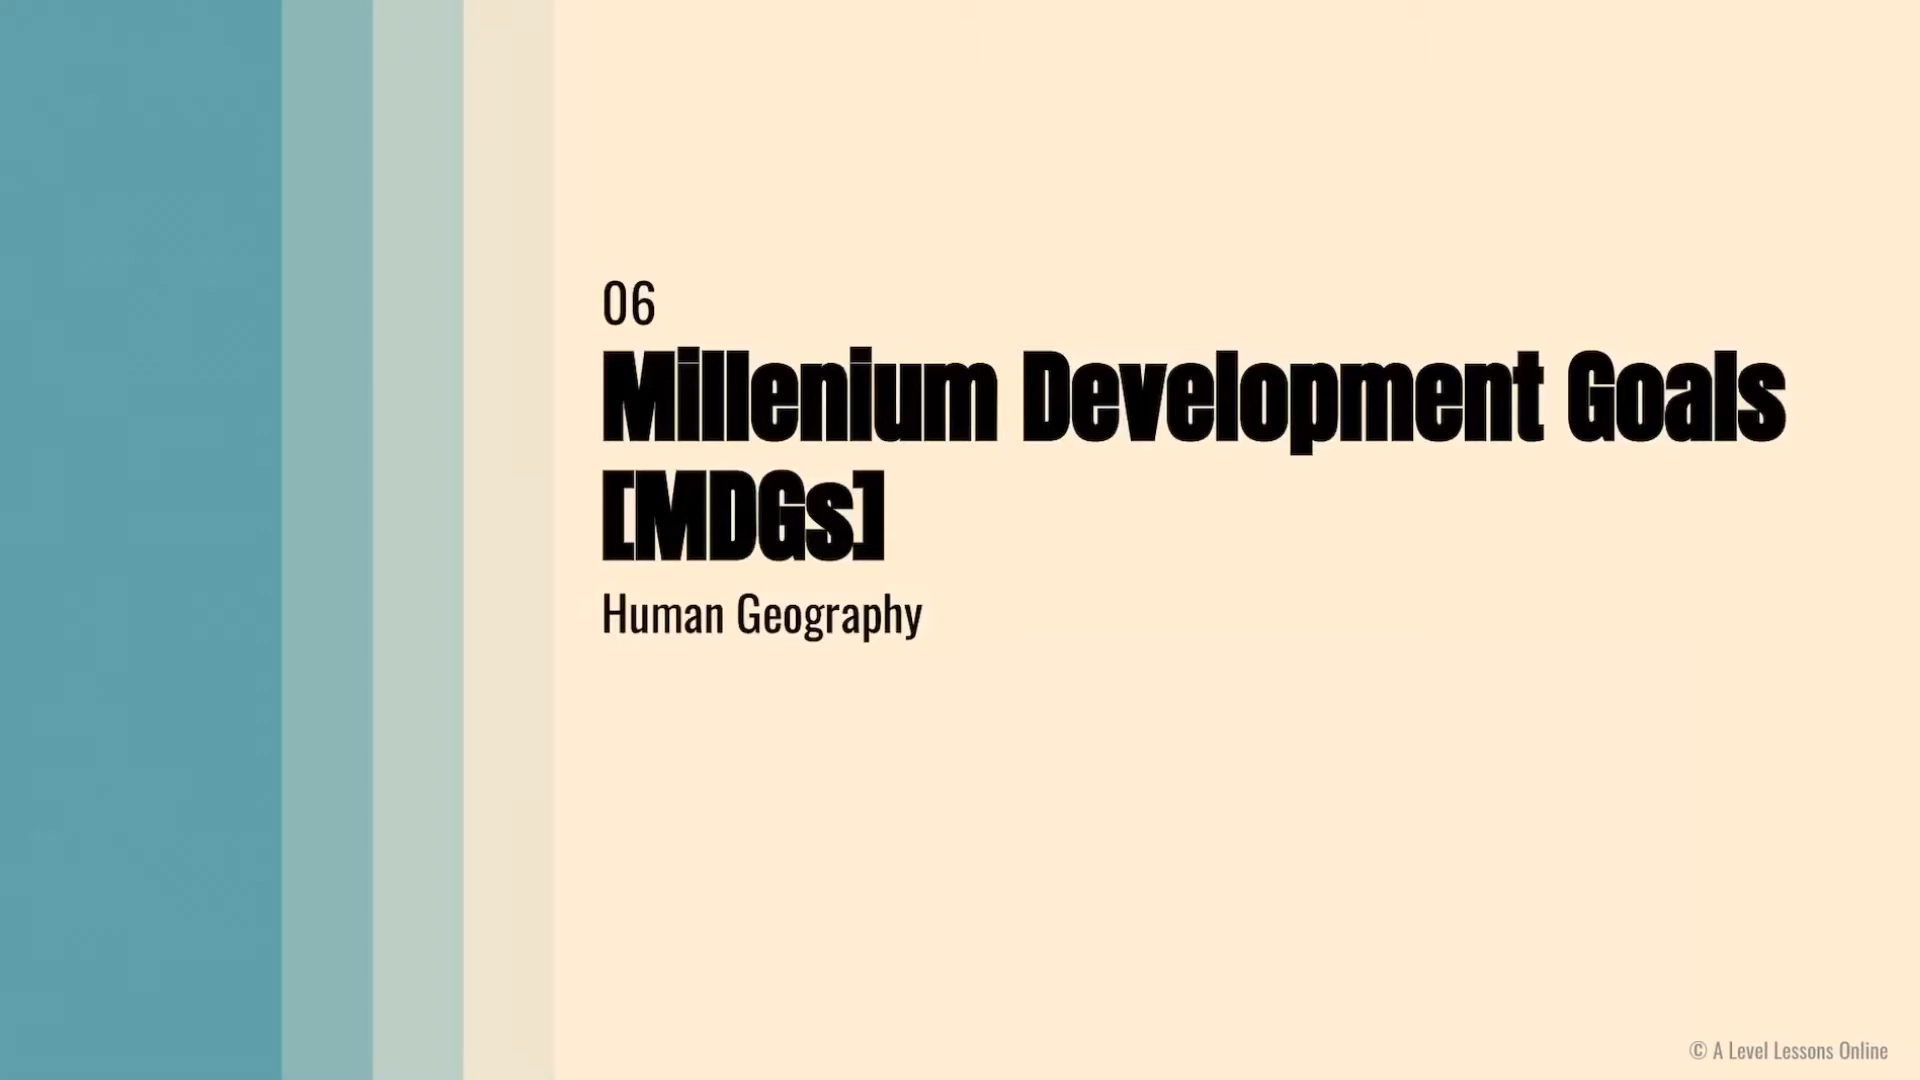 06
Millenium Development Goals
[MDGs]
Human Geography
© A Level Lessons Online